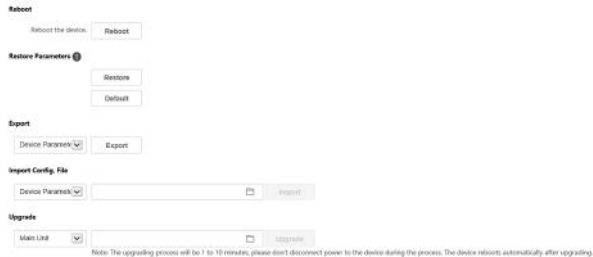 Reboot
Reboot the device. Reboot
Restore Parameters
Restore
Default
Export
Device Paramete Export
Import Config. File
Device Paramete Import
Upgrade
Main Unit Upgrade
Note: The upgrading process will be 1 to 10 minutes, please don't disconnect power to the device during the process. The device reboots automatically after upgrading.